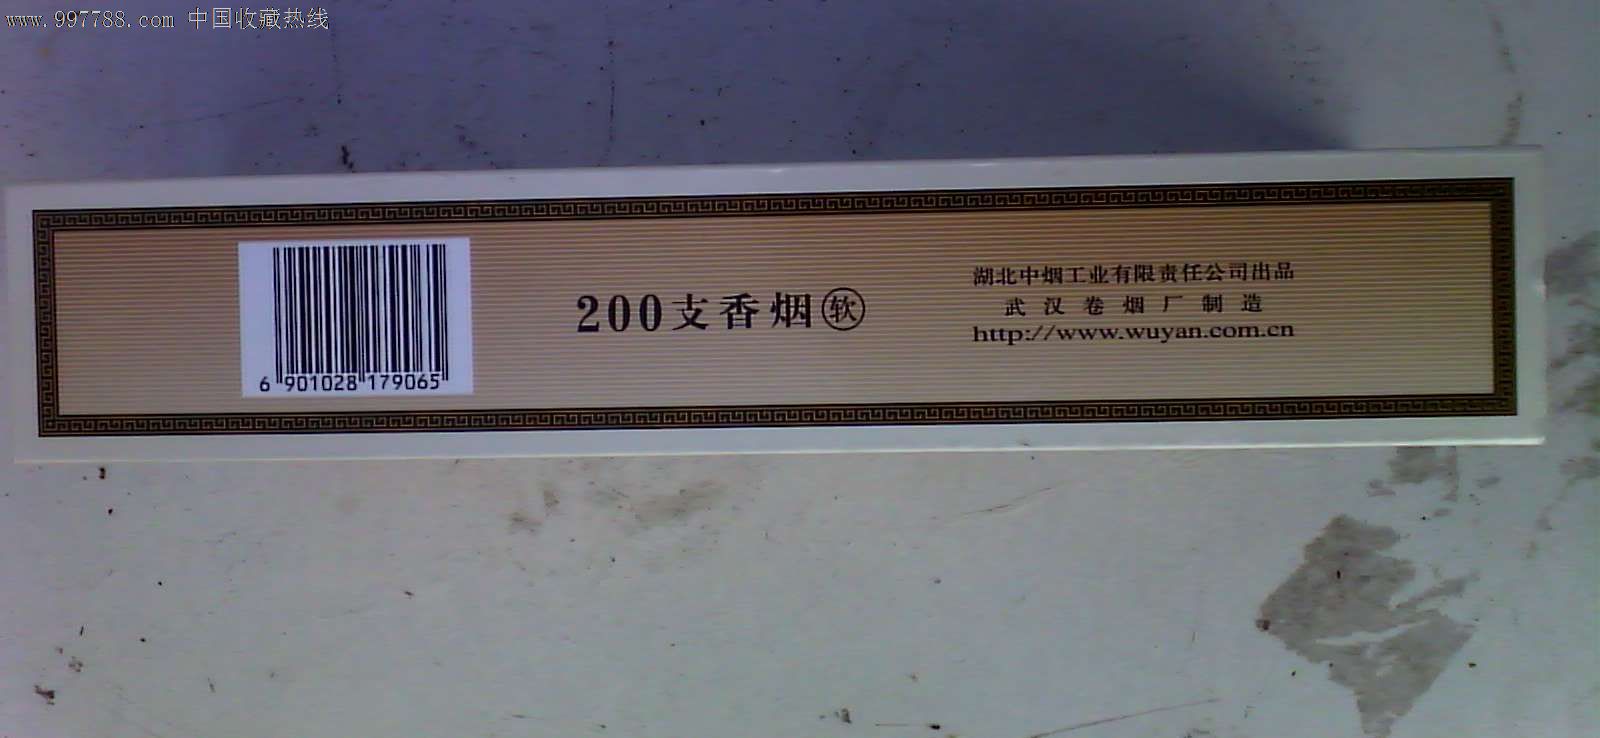 www.997788.com 中国收藏热线
6 901028 179065
200支香烟 软
湖北中烟工业有限责任公司出品
武汉卷烟厂制造
http://www.wuyan.com.cn